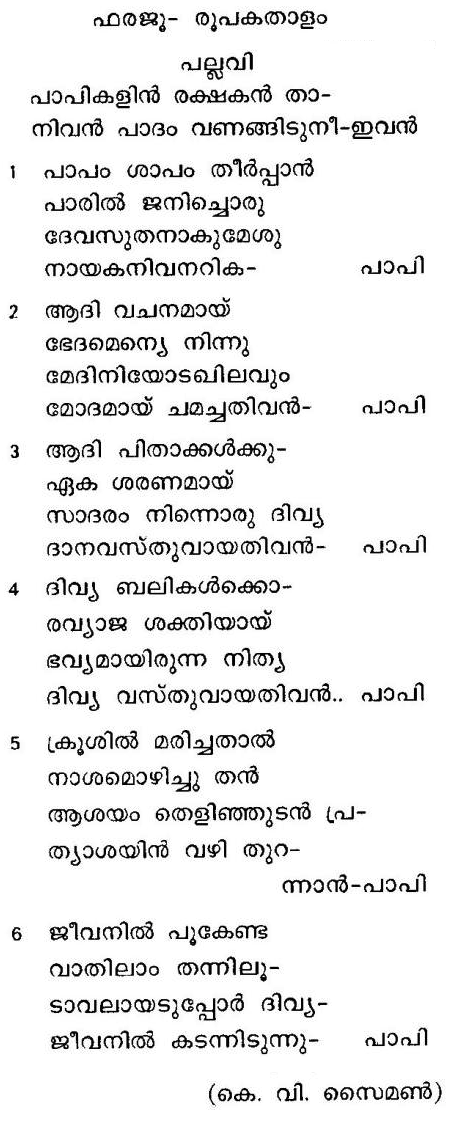 ഫരജൂ- രൂപകതാളം
പല്ലവി
പാപികളിൻ രക്ഷകൻ താ-
നിവൻ പാദം വണങ്ങിടുനീ-ഇവൻ
1 പാപം ശാപം തീർപ്പാൻ
പാരിൽ ജനിച്ചൊരു
ദേവസുതനാകുമേശു
നായകനിവനറിക- പാപി
2 ആദി വചനമായ്
ഭേദമെന്യെ നിന്നു
മേദിനിയോടഖിലവും
മോദമായ് ചമച്ചതിവൻ- പാപി
3 ആദി പിതാക്കൾക്കു-
ഏക ശരണമായ്
സാദരം നിന്നൊരു ദിവ്യ
ദാനവസ്തുവായതിവൻ- പാപി
4 ദിവ്യ ബലികൾക്കൊ-
രവ്യാജ ശക്തിയായ്
ഭവ്യമായിരുന്ന നിത്യ
ദിവ്യ വസ്തുവായതിവൻ.. പാപി
5 ക്രൂശിൽ മരിച്ചതാൽ
നാശമൊഴിച്ചു തൻ
ആശയം തെളിഞ്ഞുടൻ പ്ര-
ത്യാശയിൻ വഴി തുറ-
ന്നാൻ-പാപി
6 ജീവനിൽ പൂകേണ്ട
വാതിലാം തന്നിലൂ-
ടാവലായടുപ്പോർ ദിവ്യ-
ജീവനിൽ കടന്നിടുന്നു- പാപി
(കെ. വി. സൈമൺ)